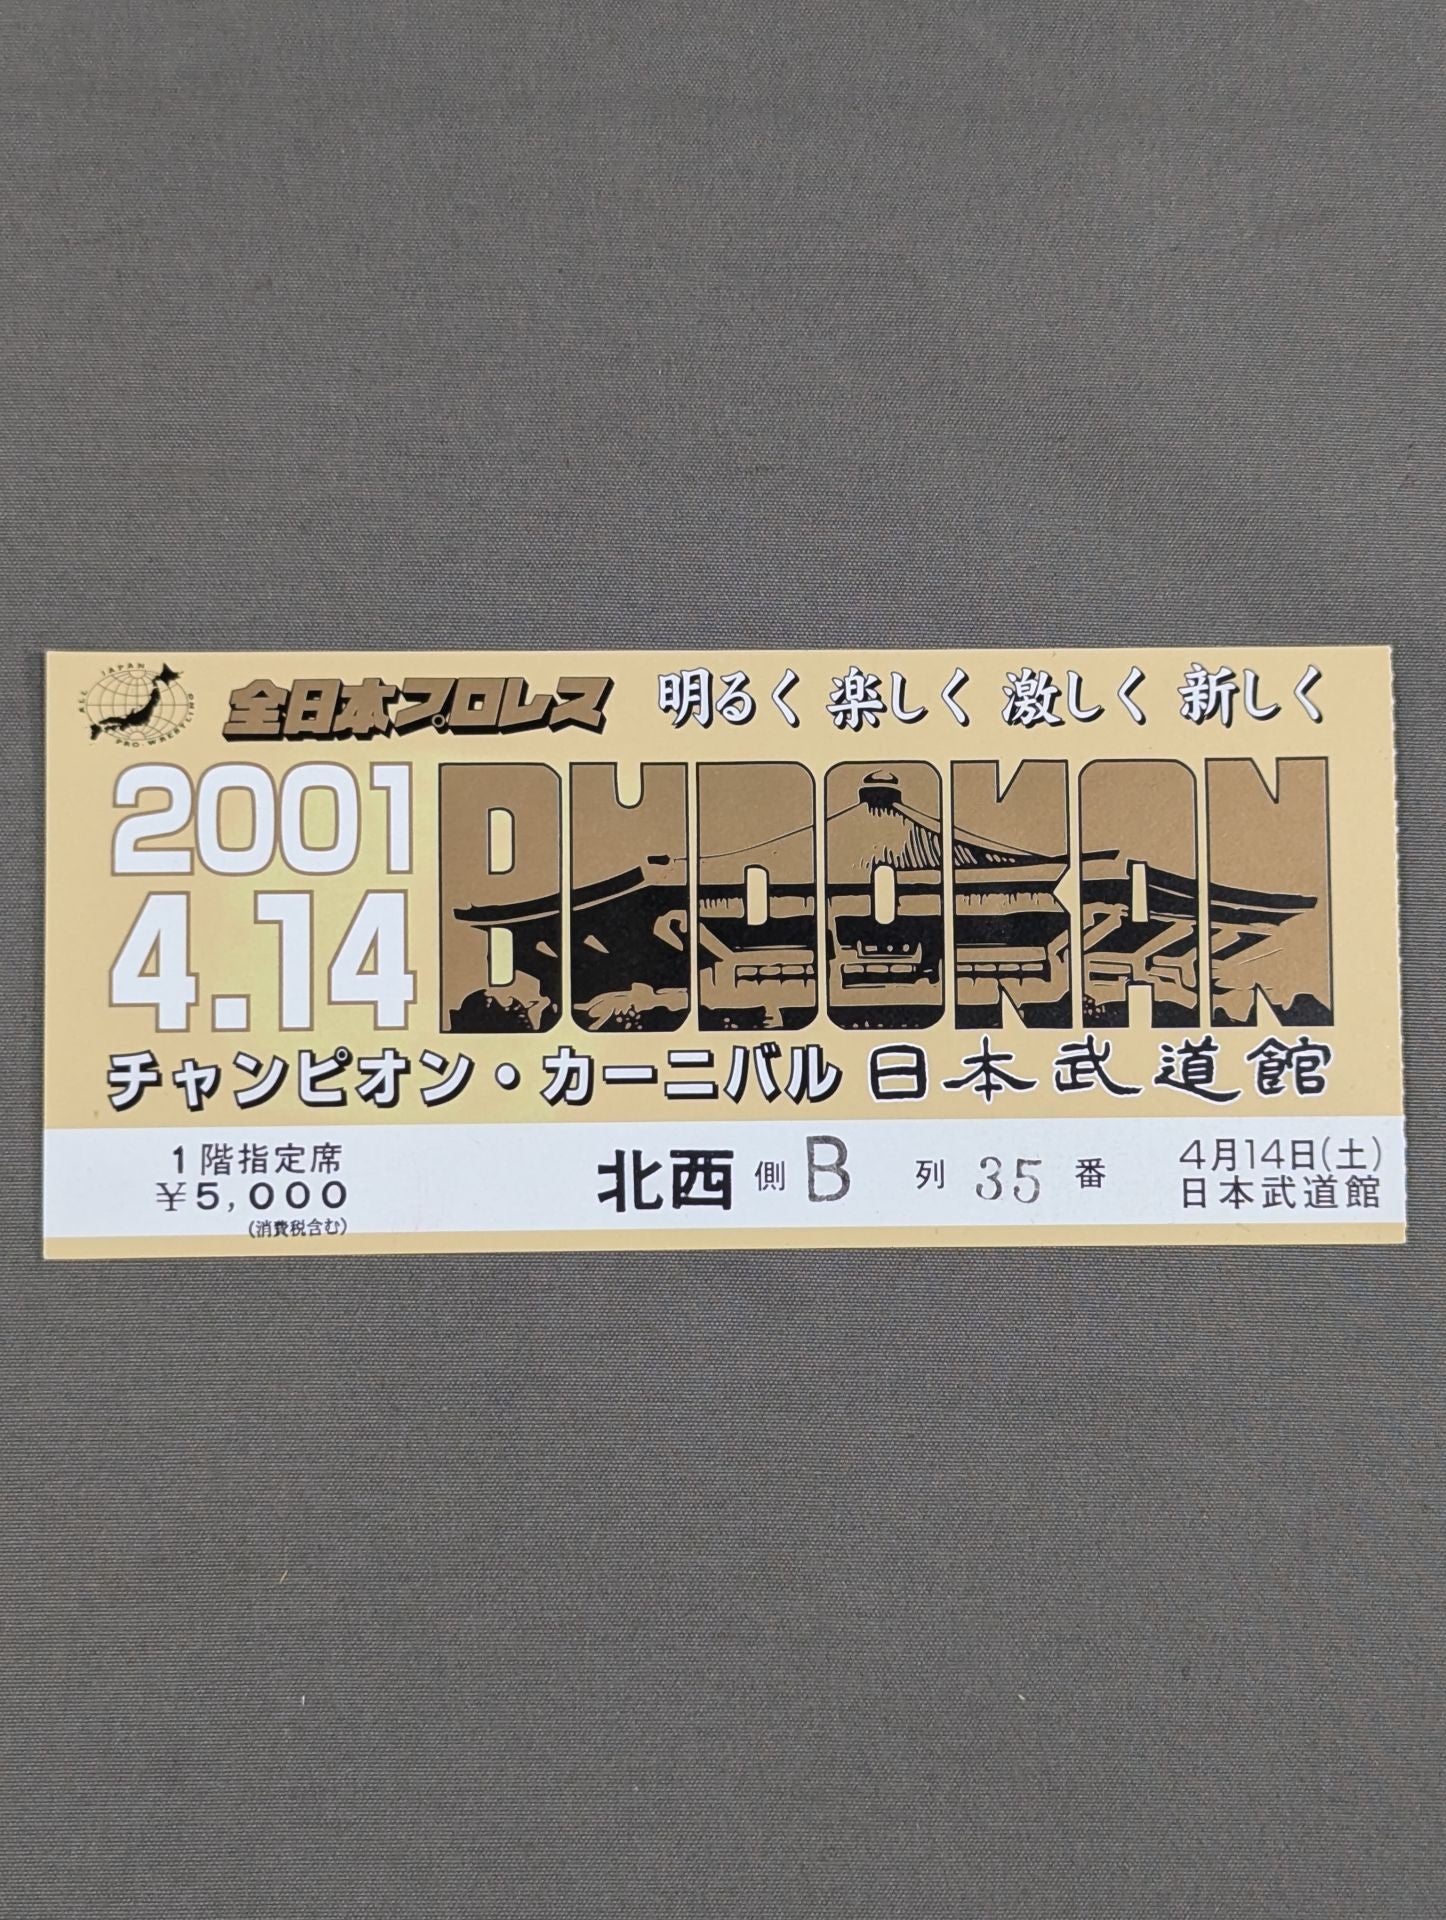 ALL JAPAN PRO-WRESTLING
全日本プロレス 明るく 楽しく 激しく 新しく
2001
4.14
BUDOKAN
チャンピオン・カーニバル 日本武道館
1階指定席
¥5,000
(消費税含む)
北西 側 B 列 35 番
4月14日(土)
日本武道館